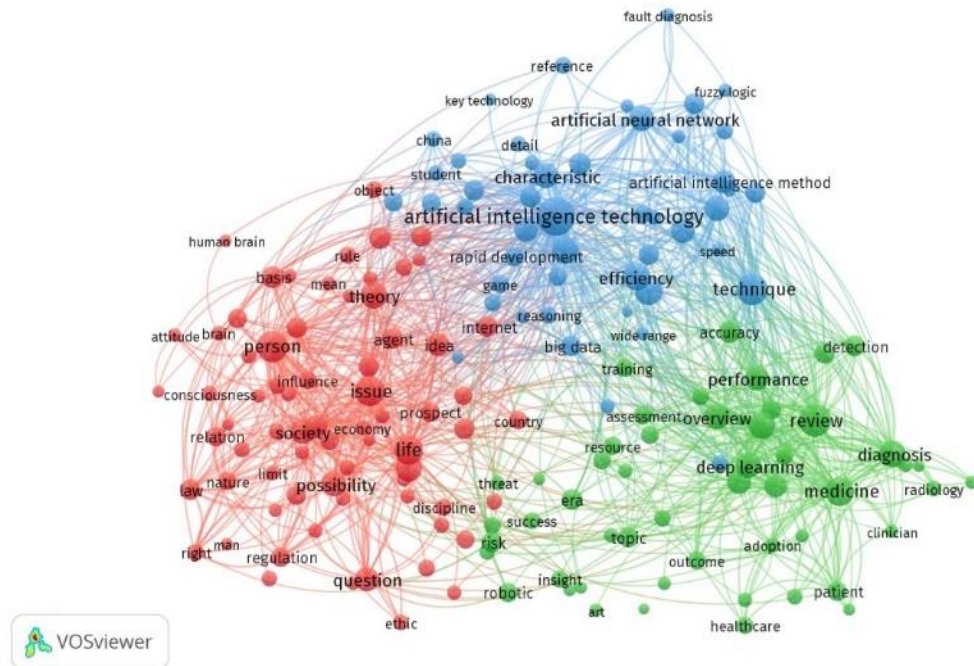 fault diagnosis
reference
fuzzy logic
key technology
artificial neural network
china
detail
student
characteristic
artificial intelligence method
object
artificial intelligence technology
human brain
rule
rapid development
speed
basis
mean
game
efficiency
technique
theory
attitude
brain
internet
reasoning
wide range
accuracy
person
agent
idea
big data
detection
training
influence
issue
performance
consciousness
prospect
country
assessment
overview
review
relation
society
economy
life
resource
diagnosis
deep learning
limit
law
nature
possibility
threat
era
medicine
radiology
discipline
success
clinician
right
man
regulation
risk
topic
adoption
outcome
question
robotic
insight
patient
art
ethic
healthcare
VOSviewer